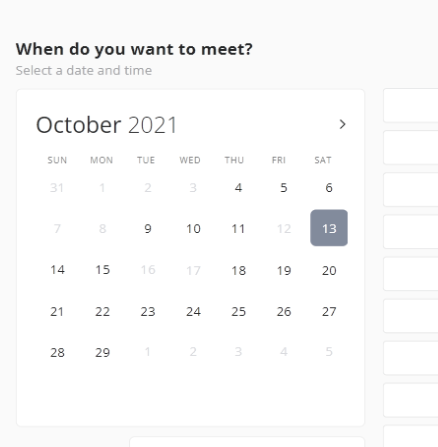 When do you want to meet?
Select a date and time
October 2021 >
SUN MON TUE WED THU FRI SAT
31 1 2 3 4 5 6
7 8 9 10 11 12 13
14 15 16 17 18 19 20
21 22 23 24 25 26 27
28 29 1 2 3 4 5